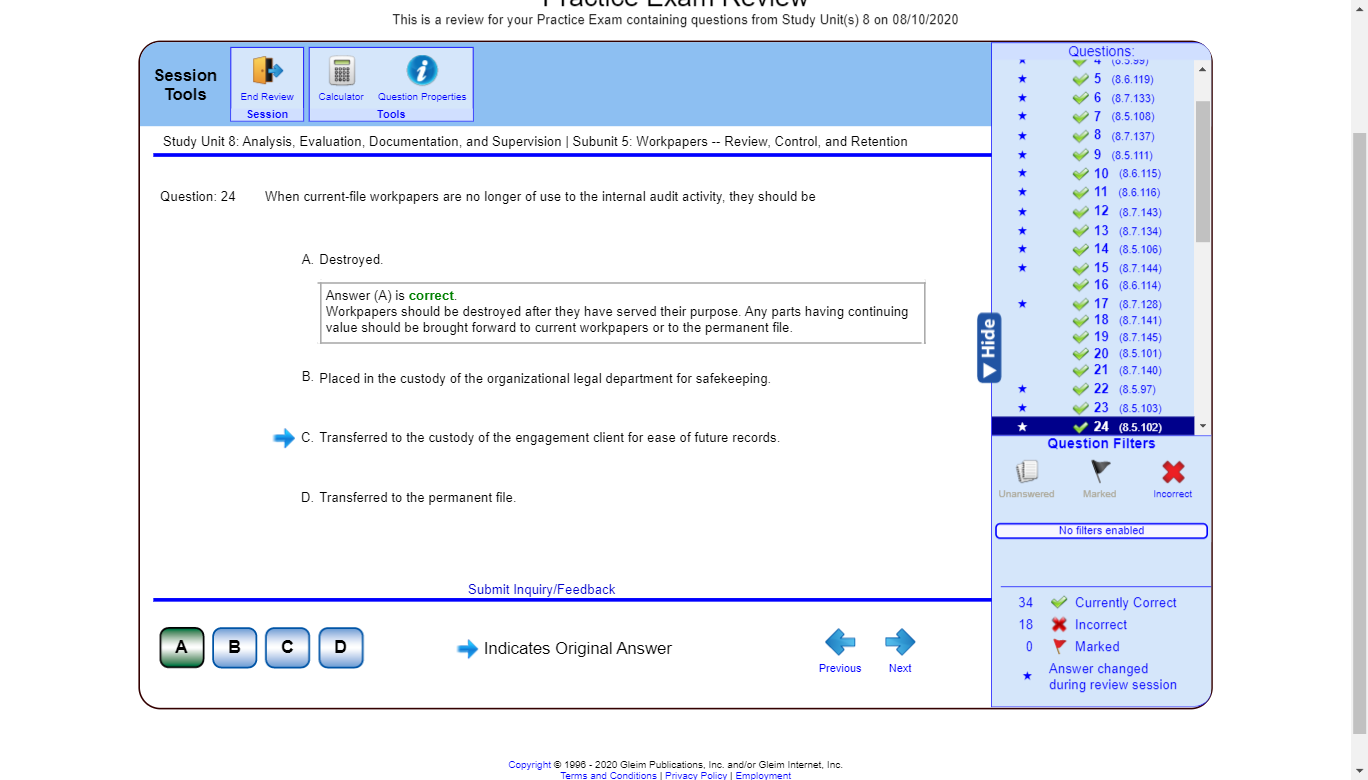 Practice Exam Review
This is a review for your Practice Exam containing questions from Study Unit(s) 8 on 08/10/2020
Session
Tools
End Review
Session
Calculator
Question Properties
Tools
Study Unit 8: Analysis, Evaluation, Documentation, and Supervision | Subunit 5: Workpapers -- Review, Control, and Retention
Question: 24
When current-file workpapers are no longer of use to the internal audit activity, they should be
A. Destroyed.
Answer (A) is correct.
Workpapers should be destroyed after they have served their purpose. Any parts having continuing
value should be brought forward to current workpapers or to the permanent file.
B. Placed in the custody of the organizational legal department for safekeeping.
C. Transferred to the custody of the engagement client for ease of future records.
D. Transferred to the permanent file.
Submit Inquiry/Feedback
A
B
C
D
Indicates Original Answer
Previous
Next
Hide
Questions:
4 (8.5.99)
5 (8.6.119)
6 (8.7.133)
7 (8.5.108)
8 (8.7.137)
9 (8.5.111)
10 (8.6.115)
11 (8.6.116)
12 (8.7.143)
13 (8.7.134)
14 (8.5.106)
15 (8.7.144)
16 (8.6.114)
17 (8.7.128)
18 (8.7.141)
19 (8.7.145)
20 (8.5.101)
21 (8.7.140)
22 (8.5.97)
23 (8.5.103)
24 (8.5.102)
Question Filters
Unanswered
Marked
Incorrect
No filters enabled
34 Currently Correct
18 Incorrect
0 Marked
Answer changed
during review session
Copyright © 1996 - 2020 Gleim Publications, Inc. and/or Gleim Internet, Inc.
Terms and Conditions | Privacy Policy | Employment